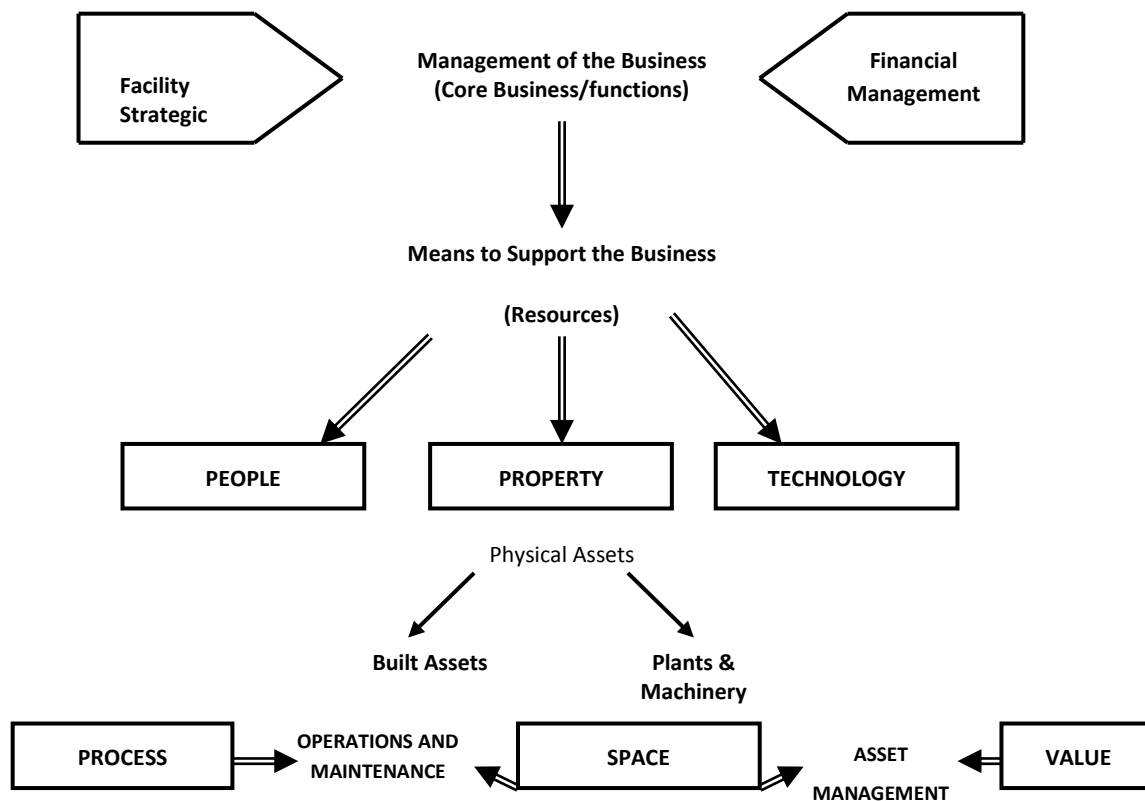 Facility
Strategic
Management of the Business
(Core Business/functions)
Financial
Management
Means to Support the Business
(Resources)
PEOPLE
PROPERTY
TECHNOLOGY
Physical Assets
Built Assets
Plants &
Machinery
PROCESS
OPERATIONS AND
MAINTENANCE
SPACE
ASSET
MANAGEMENT
VALUE